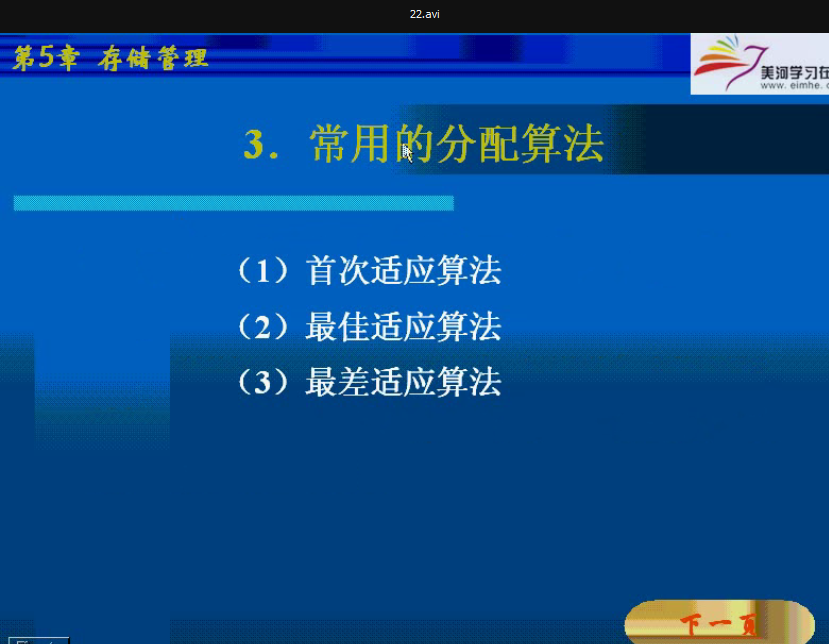 22.avi
第5章 存储管理
美河学习在
www.eimhe.
3. 常用的分配算法
（1）首次适应算法
（2）最佳适应算法
（3）最差适应算法
下一页